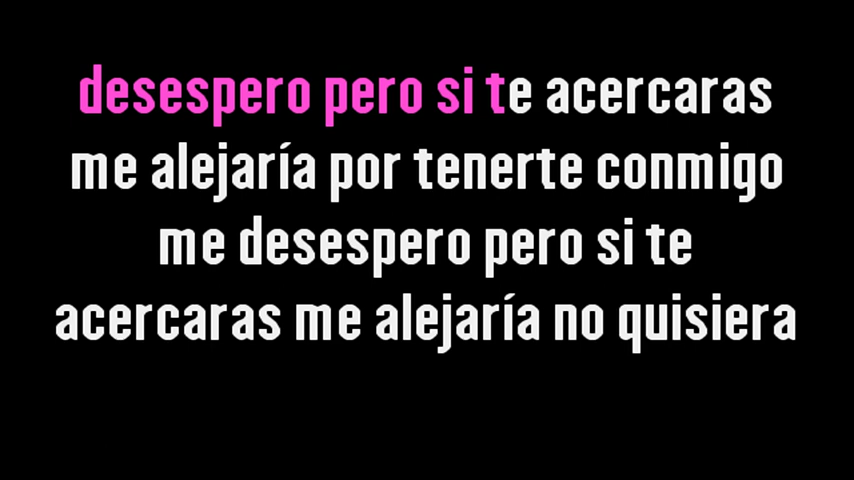 desespero pero si te acercaras
me alejaría por tenerte conmigo
me desespero pero si te
acercaras me alejaría no quisiera